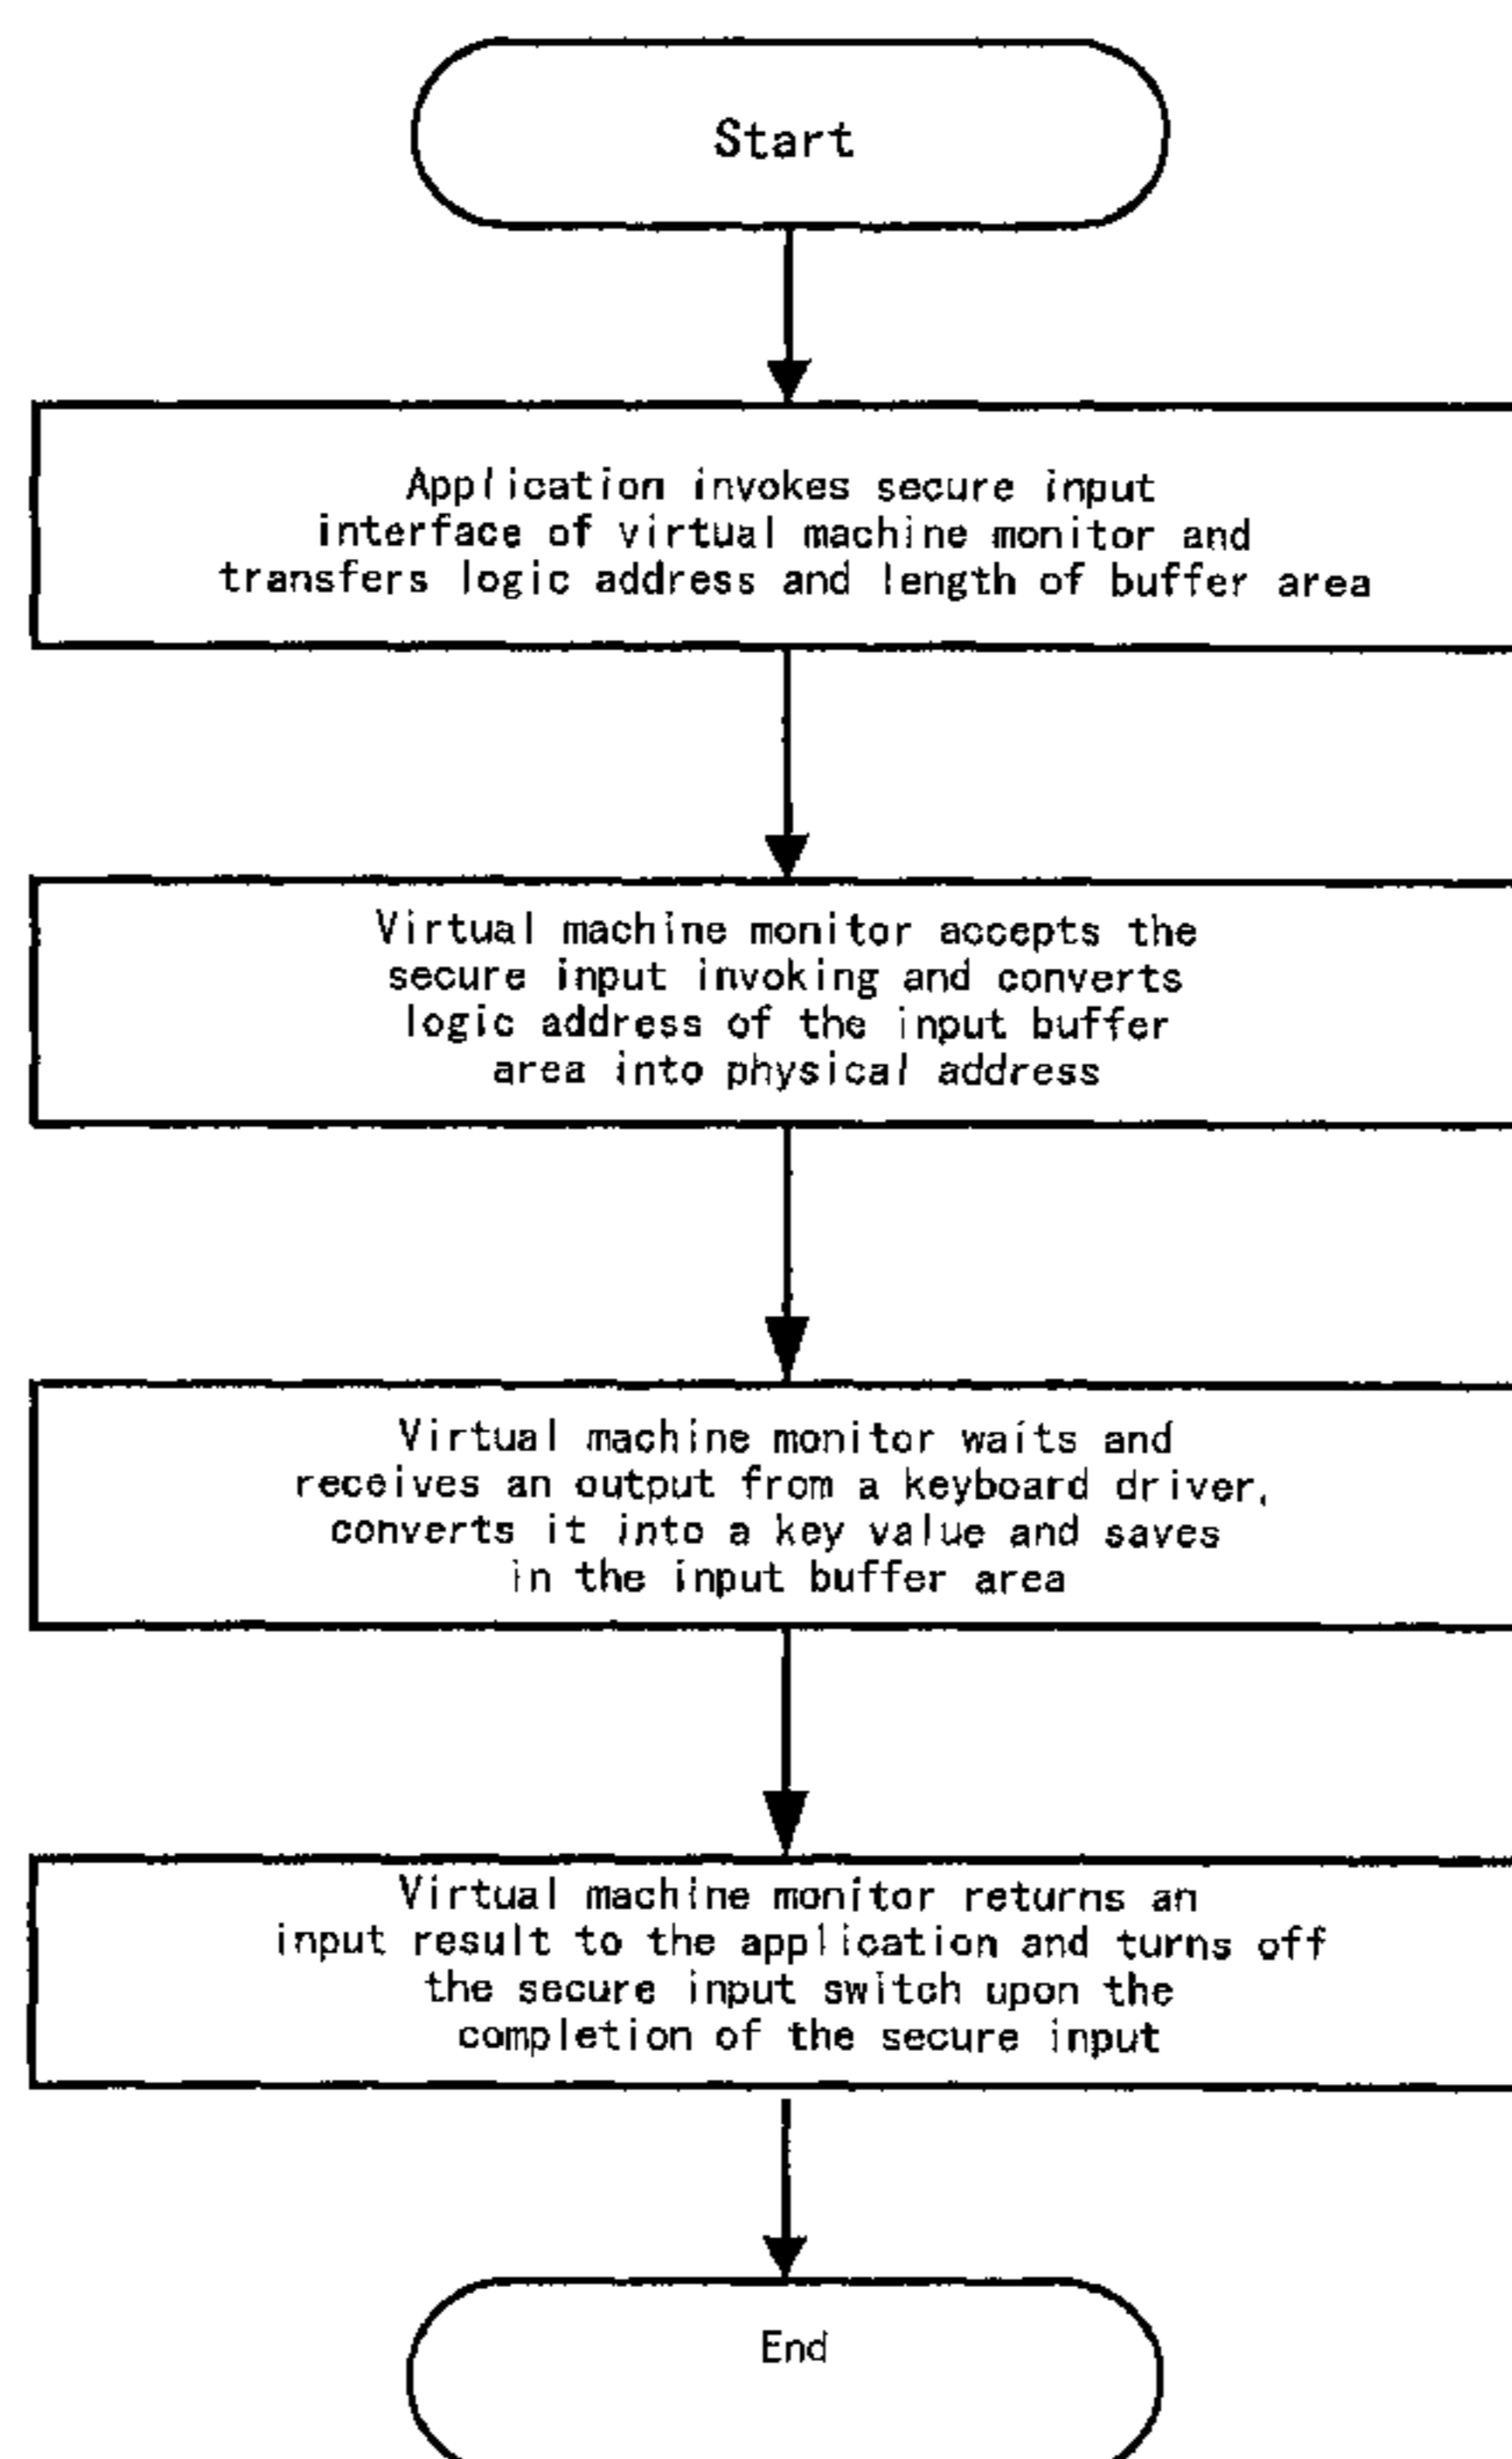 Start
Application invokes secure input
interface of virtual machine monitor and
transfers logic address and length of buffer area
Virtual machine monitor accepts the
secure input invoking and converts
logic address of the input buffer
area into physical address
Virtual machine monitor waits and
receives an output from a keyboard driver,
converts it into a key value and saves
in the input buffer area
Virtual machine monitor returns an
input result to the application and turns off
the secure input switch upon the
completion of the secure input
End